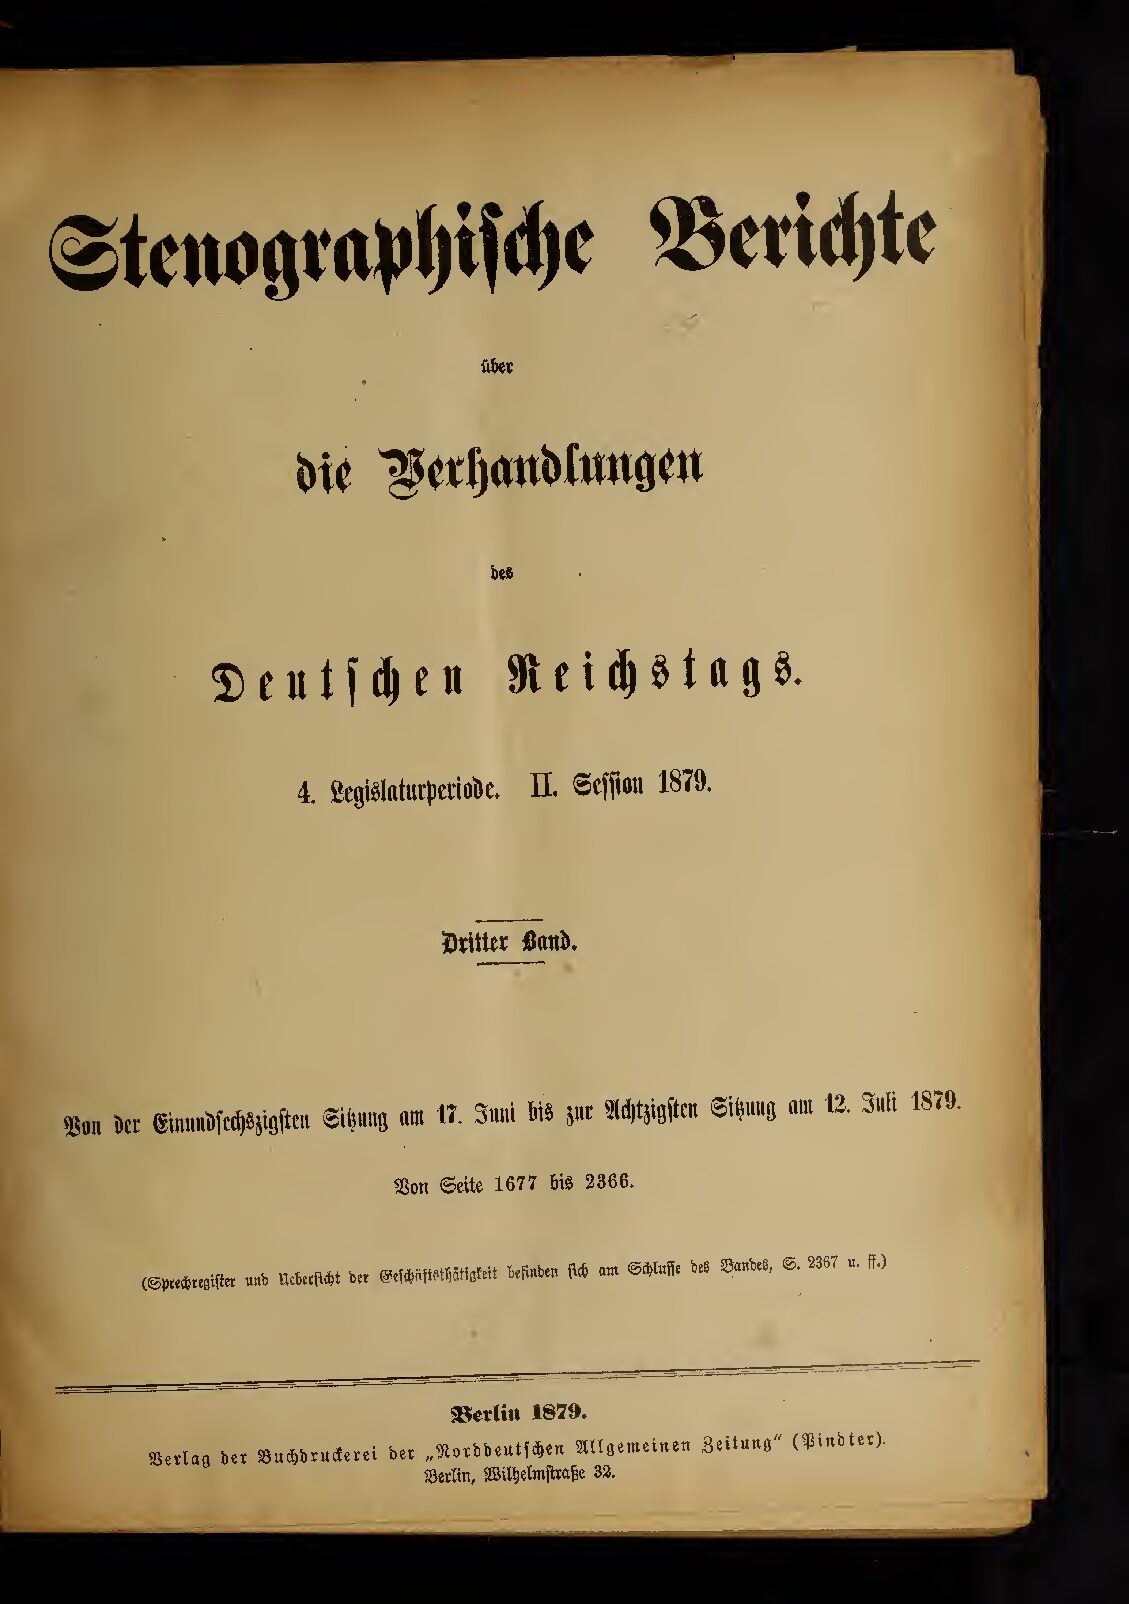 Stenographische Berichte
über
die Verhandlungen
des
Deutschen Reichstags.
4. Legislaturperiode. II. Session 1879.
Dritter Band.
Von der Einundsechszigsten Sitzung am 17. Juni bis zur Achtzigsten Sitzung am 12. Juli 1879.
Von Seite 1677 bis 2366.
(Sprechregister und Uebersicht der Geschäftsthätigkeit befinden sich am Schlusse des Bandes, S. 2367 u. ff.)
Berlin 1879.
Verlag der Buchdruckerei der „Norddeutschen Allgemeinen Zeitung“ (Pindter).
Berlin, Wilhelmstraße 32.